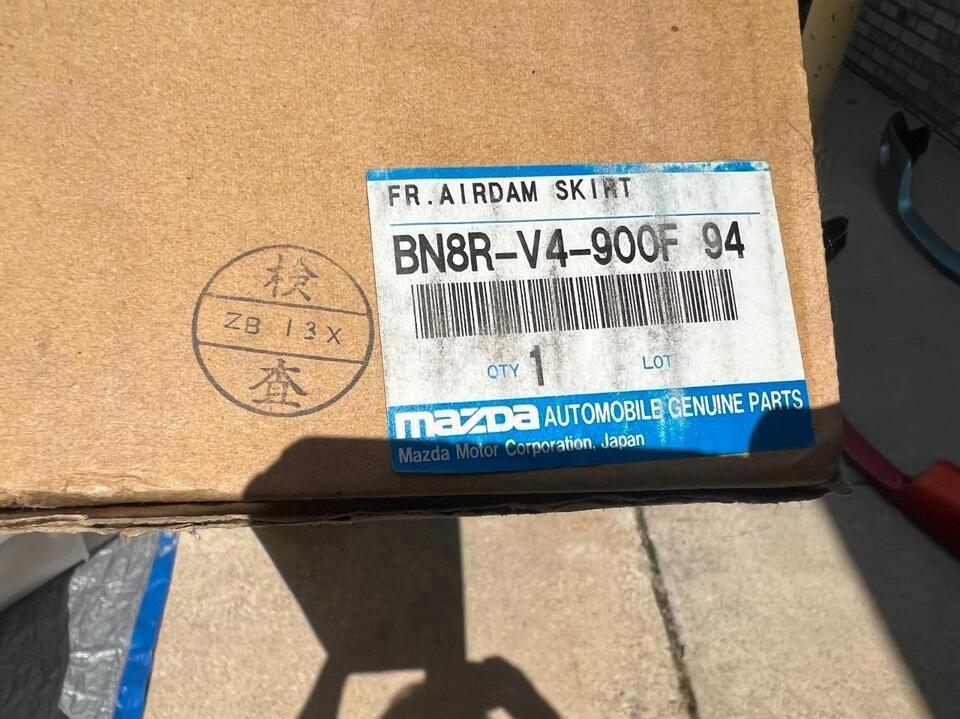 FR.AIRDAM SKIRT
BN8R-V4-900F 94
QTY 1 LOT
mazda AUTOMOBILE GENUINE PARTS
Mazda Motor Corporation, Japan
検
ZB 13X
査